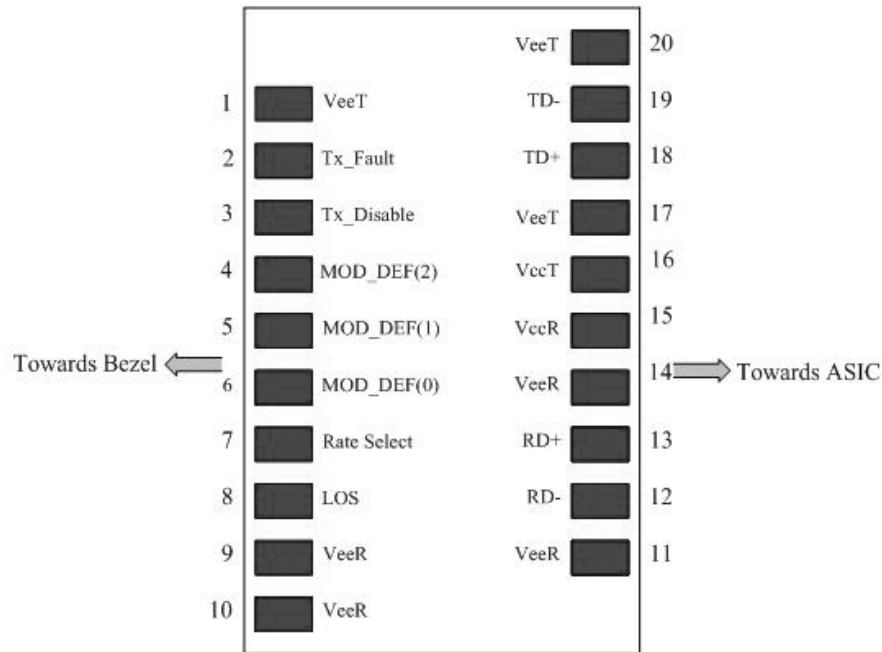 VeeT 20
1 VeeT TD- 19
2 Tx_Fault TD+ 18
3 Tx_Disable VeeT 17
4 MOD_DEF(2) VccT 16
5 MOD_DEF(1) VccR 15
Towards Bezel
6 MOD_DEF(0) VeeR 14
Towards ASIC
7 Rate Select RD+ 13
8 LOS RD- 12
9 VeeR VeeR 11
10 VeeR